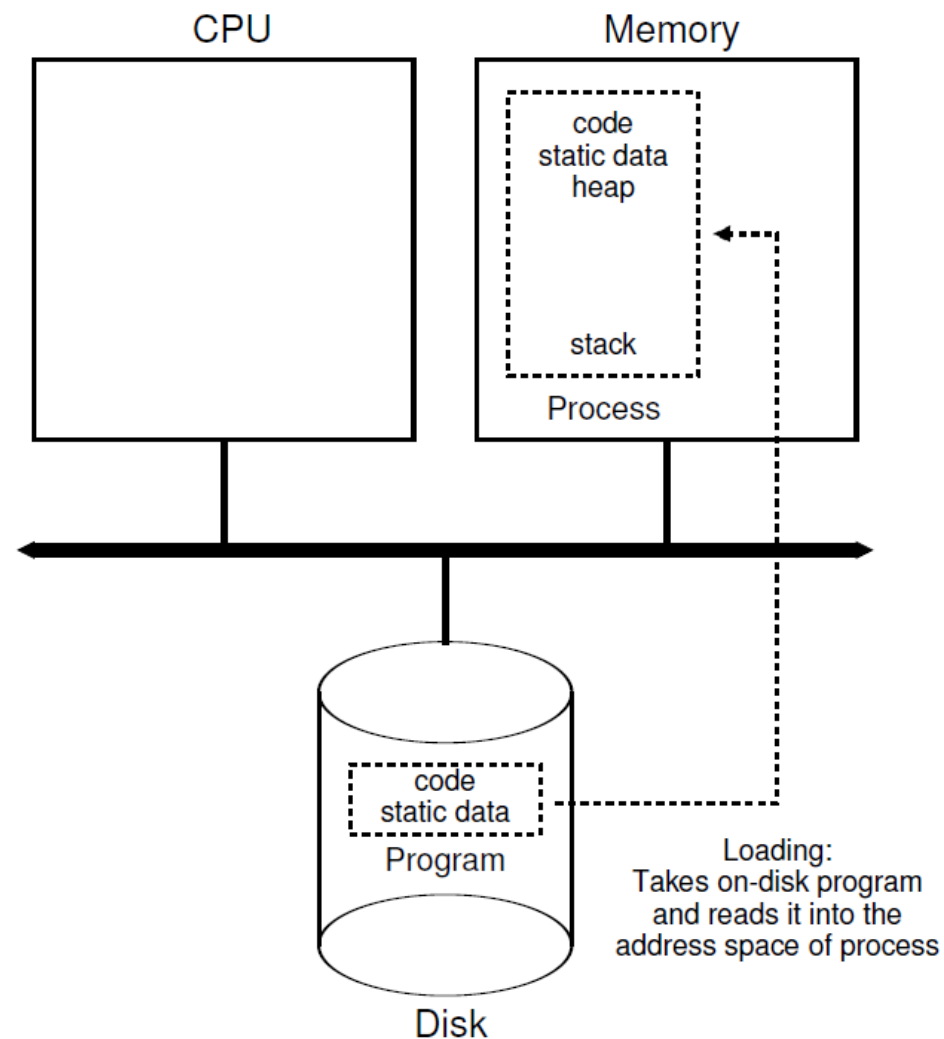 CPU
Memory
code
static data
heap
stack
Process
code
static data
Program
Loading:
Takes on-disk program
and reads it into the
address space of process
Disk